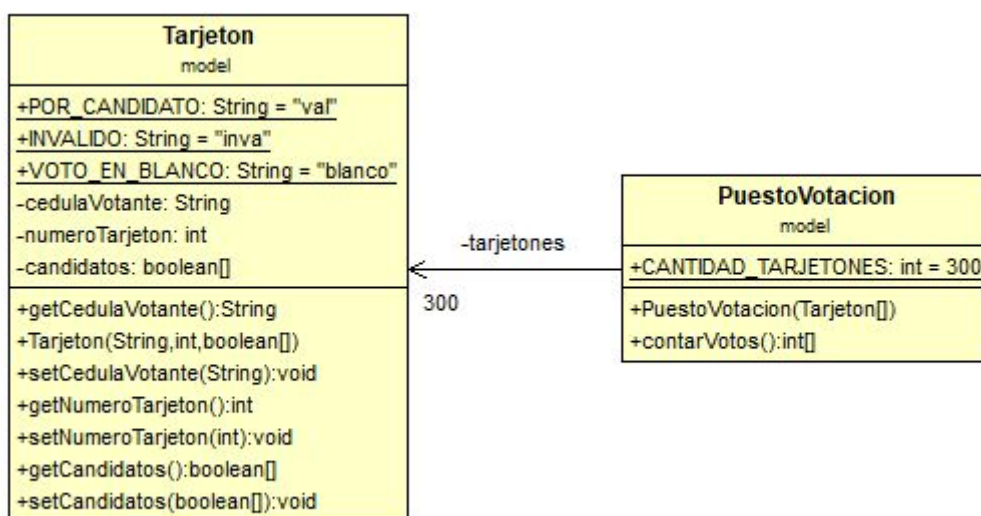 Tarjeton
model
+POR_CANDIDATO: String = "val"
+INVALIDO: String = "inva"
+VOTO_EN_BLANCO: String = "blanco"
-cedulaVotante: String
-numeroTarjeton: int
-candidatos: boolean[]
+getCedulaVotante():String
+Tarjeton(String,int,boolean[])
+setCedulaVotante(String):void
+getNumeroTarjeton():int
+setNumeroTarjeton(int):void
+getCandidatos():boolean[]
+setCandidatos(boolean[]):void
-tarjetones
300
PuestoVotacion
model
+CANTIDAD_TARJETONES: int = 300
+PuestoVotacion(Tarjeton[])
+contarVotos():int[]